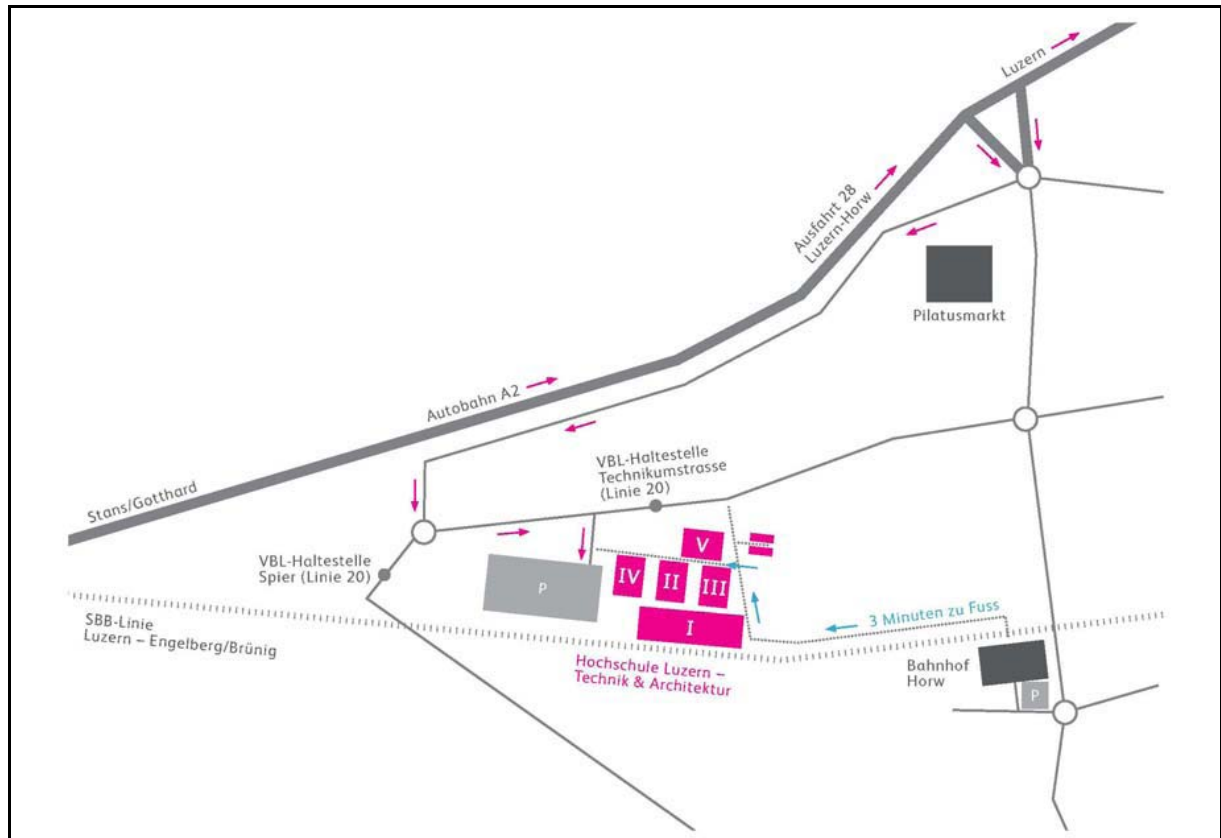 Luzern
Ausfahrt 28
Luzern-Horw
Pilatusmarkt
Autobahn A2
VBL-Haltestelle
Technikumstrasse
(Linie 20)
Stans/Gotthard
VBL-Haltestelle
Spier (Linie 20)
P
V
IV
II
III
I
3 Minuten zu Fuss
SBB-Linie
Luzern – Engelberg/Brünig
Hochschule Luzern –
Technik & Architektur
Bahnhof
Horw
P